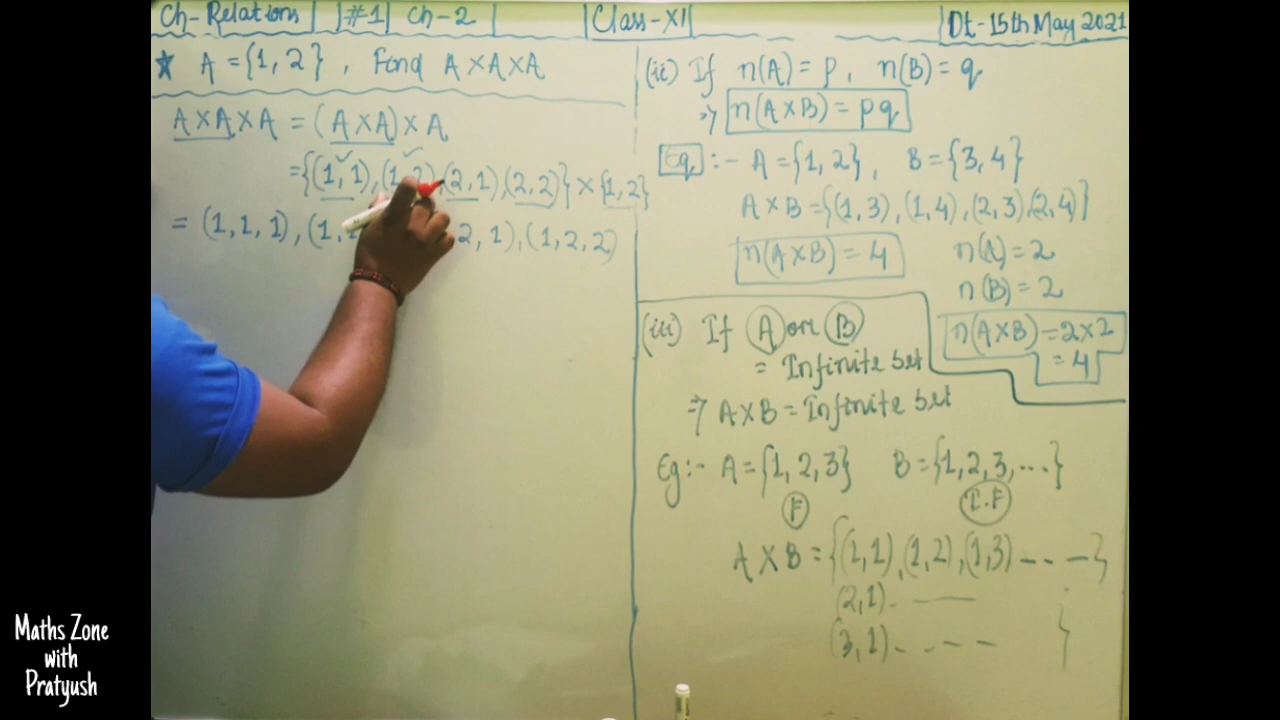 Ch- Relations | #1 | Ch-2 | Class-XI | Dt-15th May 2021
★ A = {1, 2} , Find A×A×A
A×A×A = (A×A)×A
= {(1, 1), (1, 2), (2, 1), (2, 2)} × {1, 2}
= (1, 1, 1), (1, 1 2, 1), (1, 2, 2)
(ii) If n(A) = p, n(B) = q
⇒ n(A×B) = pq
Eg :- A = {1, 2}, B = {3, 4}
A×B = {(1, 3), (1, 4), (2, 3), (2, 4)}
n(A×B) = 4
n(A) = 2
n(B) = 2
n(A×B) = 2×2
= 4
(iii) If A or B
= Infinite set
⇒ A×B = Infinite set
Eg :- A = {1, 2, 3} B = {1, 2, 3, ....}
F I.F
A×B = {(1, 1), (1, 2), (1, 3) - - - }
(2, 1) - ——
(3, 1) - - - - }
Maths Zone
with
Pratyush